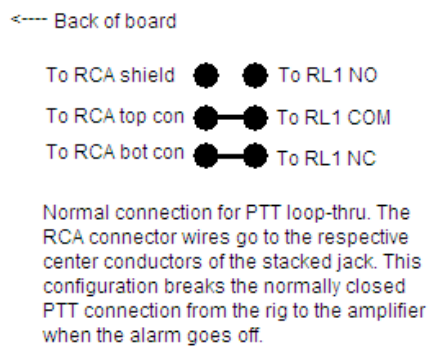 <---- Back of board
To RCA shield To RL1 NO
To RCA top con To RL1 COM
To RCA bot con To RL1 NC
Normal connection for PTT loop-thru. The
RCA connector wires go to the respective
center conductors of the stacked jack. This
configuration breaks the normally closed
PTT connection from the rig to the amplifier
when the alarm goes off.